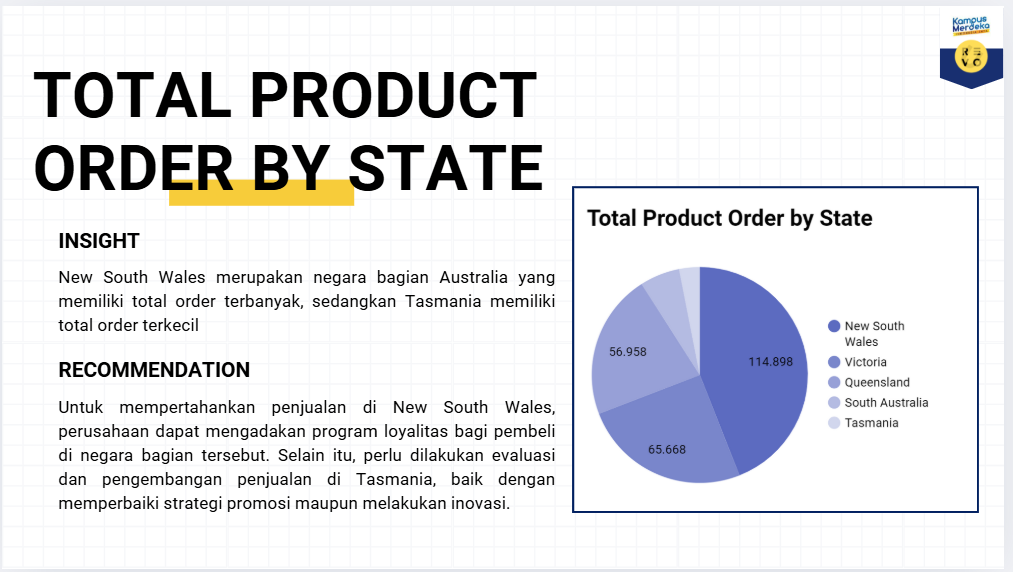 Kampus
Merdeka
TOTAL PRODUCT
ORDER BY STATE
INSIGHT
New South Wales merupakan negara bagian Australia yang
memiliki total order terbanyak, sedangkan Tasmania memiliki
total order terkecil
RECOMMENDATION
Untuk mempertahankan penjualan di New South Wales,
perusahaan dapat mengadakan program loyalitas bagi pembeli
di negara bagian tersebut. Selain itu, perlu dilakukan evaluasi
dan pengembangan penjualan di Tasmania, baik dengan
memperbaiki strategi promosi maupun melakukan inovasi.
Total Product Order by State
56.958
114.898
65.668
New South
Wales
Victoria
Queensland
South Australia
Tasmania